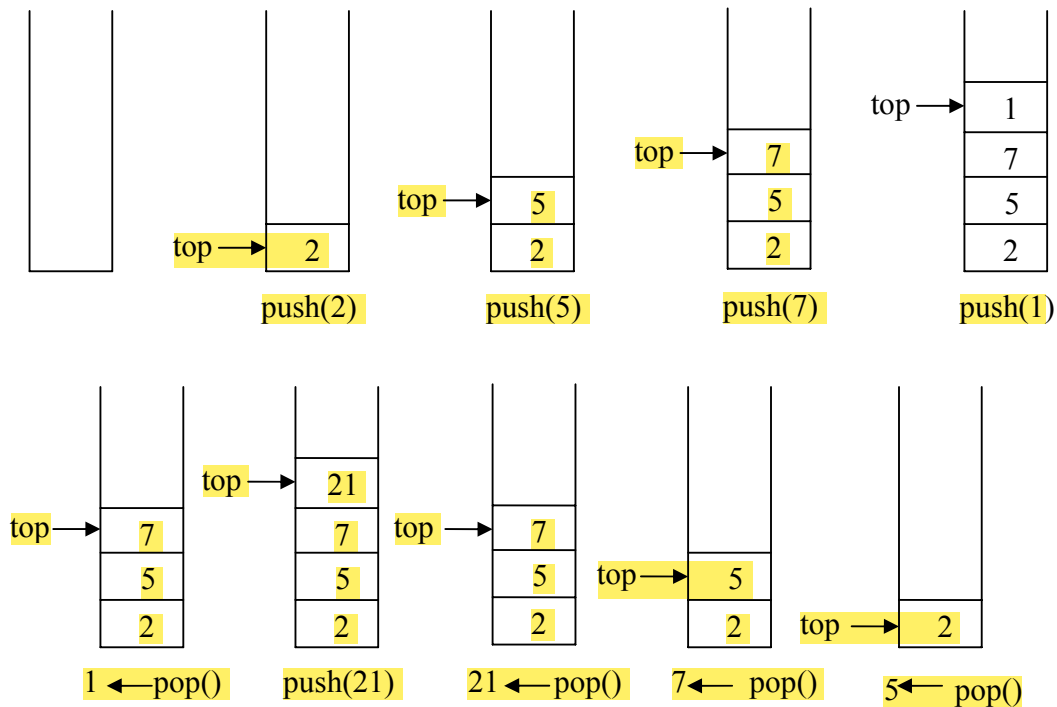 top → 1
top → 7 7
top → 5 5 5
top → 2 2 2 2
push(2) push(5) push(7) push(1)
top → 21
top → 7 7 top → 7
5 5 5 top → 5
2 2 2 2 top → 2
1 ← pop() push(21) 21 ← pop() 7 ← pop() 5 ← pop()